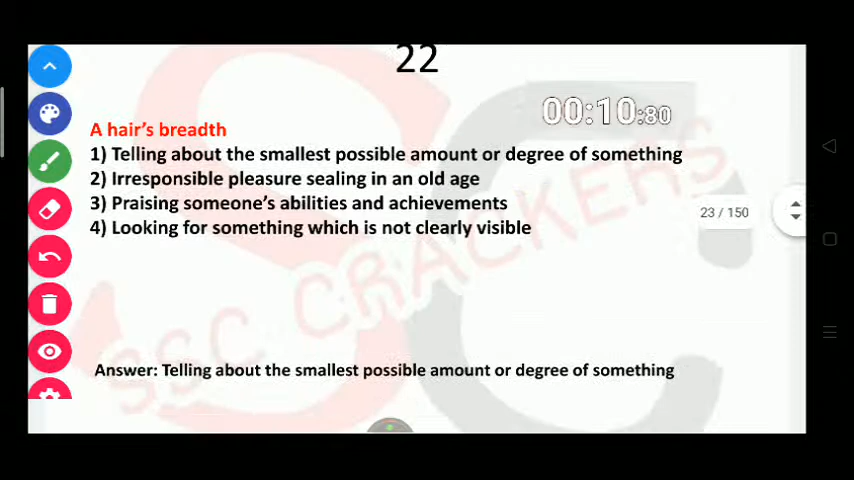 22
00:10:80
A hair's breadth
1) Telling about the smallest possible amount or degree of something
2) Irresponsible pleasure sealing in an old age
3) Praising someone's abilities and achievements
4) Looking for something which is not clearly visible
23 / 150
SSC CRACKERS
Answer: Telling about the smallest possible amount or degree of something